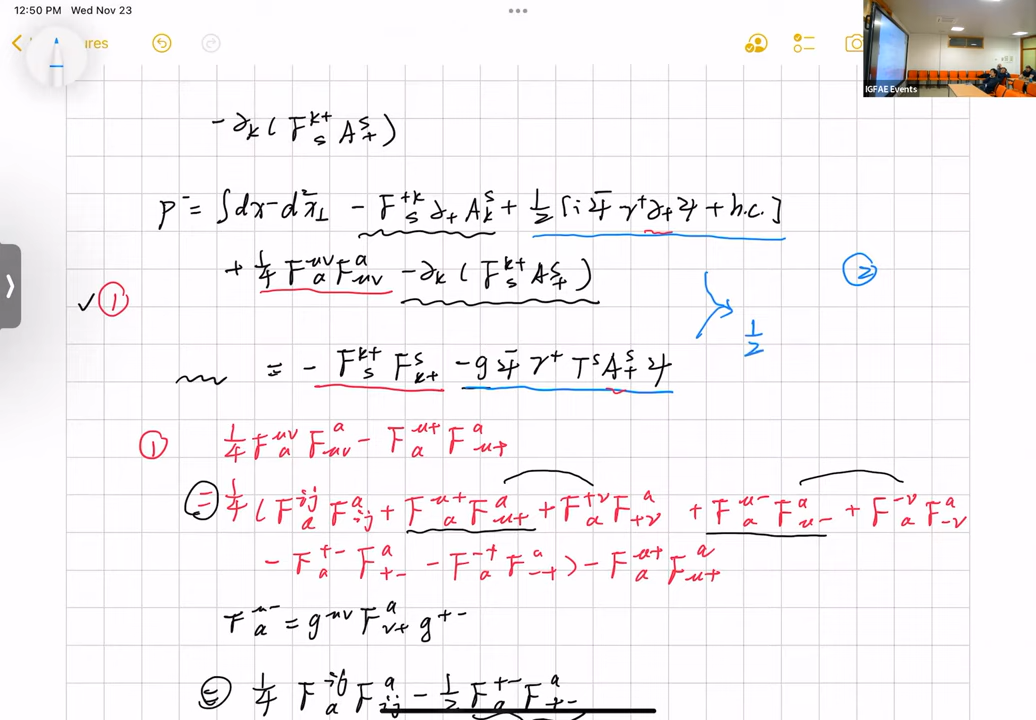 12:50 PM Wed Nov 23
ures
IGFAE Events
-∂_k ( F^{k+}_s A^s_+ )
P^- = ∫dx^- d^2x̄_⊥ - F^{+k}_s ∂_+ A^s_k + 1/2 [ i Ψ̄ γ^+ ∂_+ Ψ + h.c. ]
+ 1/4 F^{μν}_a F^a_{μν} - ∂_k ( F^{k+}_s A^s_+ )
②
✓ ①
1/2
= - F^{k+}_s F^s_{k+} - g Ψ̄ γ^+ T^s A^s_+ Ψ
① 1/4 F^{μν}_a F^a_{μν} - F^{μ+}_a F^a_{μ+}
= 1/4 ( F^{ij}_a F^a_{ij} + F^{μ+}_a F^a_{μ+} + F^{+ν}_a F^a_{+ν} + F^{μ-}_a F^a_{μ-} + F^{-ν}_a F^a_{-ν}
- F^{+-}_a F^a_{+-} - F^{-+}_a F^a_{-+} ) - F^{μ+}_a F^a_{μ+}
F^{μ-}_a = g^{μν} F^a_{ν+} g^{+-}
= 1/4 F^{ij}_a F^a_{ij} - 1/2 F^{+-}_a F^a_{+-}